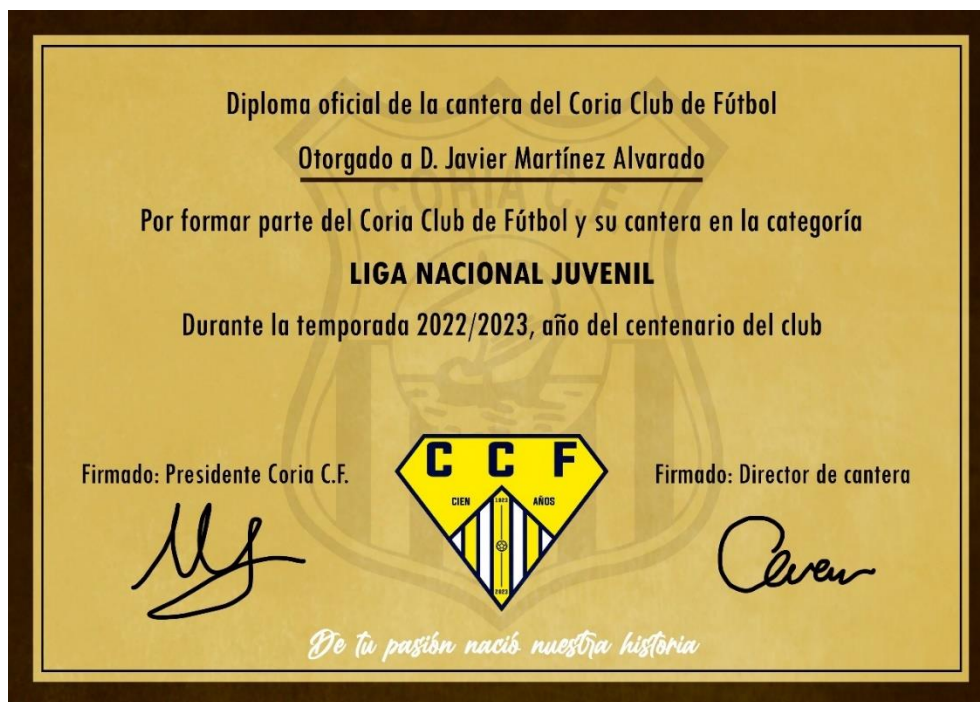 Diploma oficial de la cantera del Coria Club de Fútbol
Otorgado a D. Javier Martínez Alvarado
CORIA C.F.
Por formar parte del Coria Club de Fútbol y su cantera en la categoría
LIGA NACIONAL JUVENIL
Durante la temporada 2022/2023, año del centenario del club
Firmado: Presidente Coria C.F.
C C F
CIEN 1923 AÑOS
2023
Firmado: Director de cantera
De tu pasión nació nuestra historia